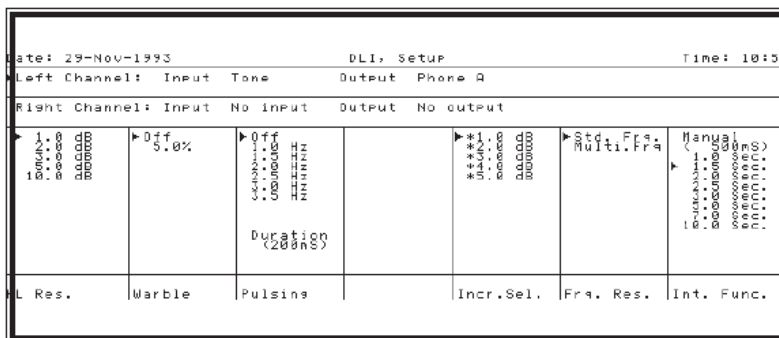 Date: 29-Nov-1993 DLI, Setup Time: 10:5
Left Channel: Input Tone Output Phone A
Right Channel: Input No input Output No output
1.0 dB
2.0 dB
3.0 dB
5.0 dB
10.0 dB
HL Res.
Off
5.0%
Warble
Off
1.0 Hz
1.5 Hz
2.0 Hz
2.5 Hz
3.0 Hz
3.5 Hz
Duration
(200mS)
Pulsing
*1.0 dB
*2.0 dB
*3.0 dB
*4.0 dB
*5.0 dB
Incr.Sel.
Std. Frq.
Multi.Frq
Frq. Res.
Manual
( 500mS)
1.0 Sec.
1.5 Sec.
2.0 Sec.
2.5 Sec.
3.0 Sec.
5.0 Sec.
7.0 Sec.
10.0 Sec.
Int. Func.